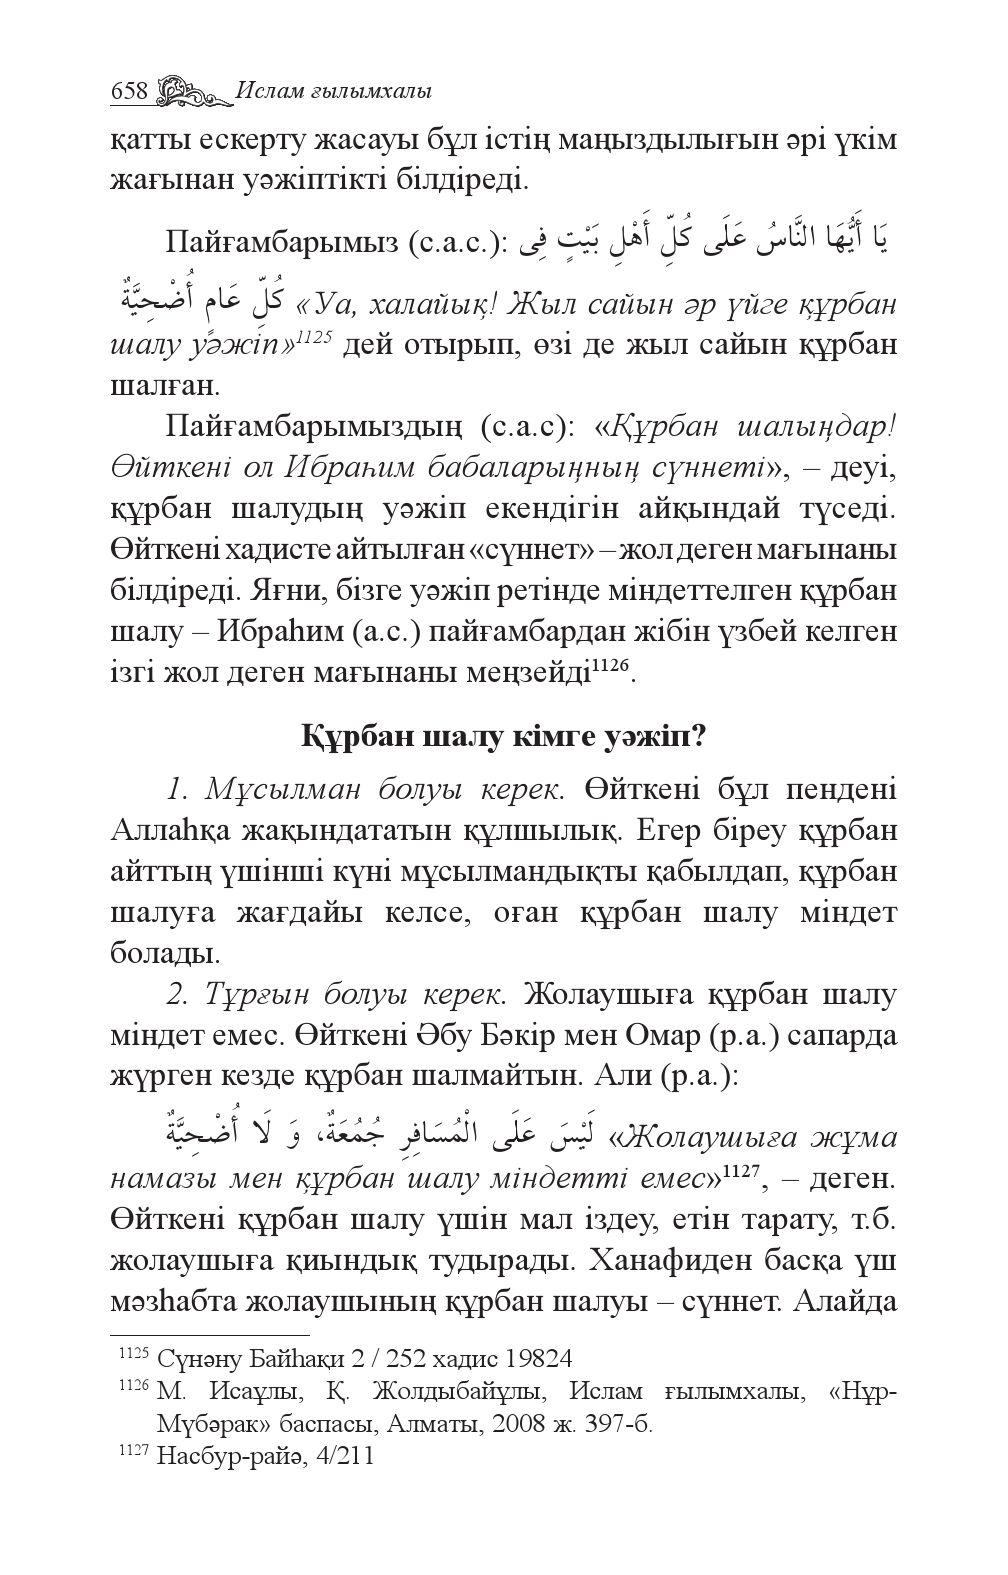 658 Ислам ғылымхалы
қатты ескерту жасауы бұл істің маңыздылығын әрі үкім
жағынан уәжіптікті білдіреді.
Пайғамбарымыз (с.а.с.): يَا أَيُّهَا النَّاسُ عَلَى كُلِّ أَهْلِ بَيْتٍ فِى
كُلِّ عَامٍ أُضْحِيَّةٌ «Уа, халайық! Жыл сайын әр үйге құрбан
шалу уәжіп»1125 дей отырып, өзі де жыл сайын құрбан
шалған.
Пайғамбарымыздың (с.а.с): «Құрбан шалыңдар!
Өйткені ол Ибраһим бабаларыңның сүннеті», – деуі,
құрбан шалудың уәжіп екендігін айқындай түседі.
Өйткені хадисте айтылған «сүннет» – жол деген мағынаны
білдіреді. Яғни, бізге уәжіп ретінде міндеттелген құрбан
шалу – Ибраһим (а.с.) пайғамбардан жібін үзбей келген
ізгі жол деген мағынаны меңзейді1126.
Құрбан шалу кімге уәжіп?
1. Мұсылман болуы керек. Өйткені бұл пендені
Аллаһқа жақындататын құлшылық. Егер біреу құрбан
айттың үшінші күні мұсылмандықты қабылдап, құрбан
шалуға жағдайы келсе, оған құрбан шалу міндет
болады.
2. Тұрғын болуы керек. Жолаушыға құрбан шалу
міндет емес. Өйткені Әбу Бәкір мен Омар (р.а.) сапарда
жүрген кезде құрбан шалмайтын. Али (р.а.):
لَيْسَ عَلَى الْمُسَافِرِ جُمُعَةٌ، وَ لَا أُضْحِيَّةٌ «Жолаушыға жұма
намазы мен құрбан шалу міндетті емес»1127, – деген.
Өйткені құрбан шалу үшін мал іздеу, етін тарату, т.б.
жолаушыға қиындық тудырады. Ханафиден басқа үш
мәзһабта жолаушының құрбан шалуы – сүннет. Алайда
1125 Сүнәну Байһақи 2 / 252 хадис 19824
1126 М. Исаұлы, Қ. Жолдыбайұлы, Ислам ғылымхалы, «Нұр-
Мүбәрак» баспасы, Алматы, 2008 ж. 397-б.
1127 Насбур-райә, 4/211